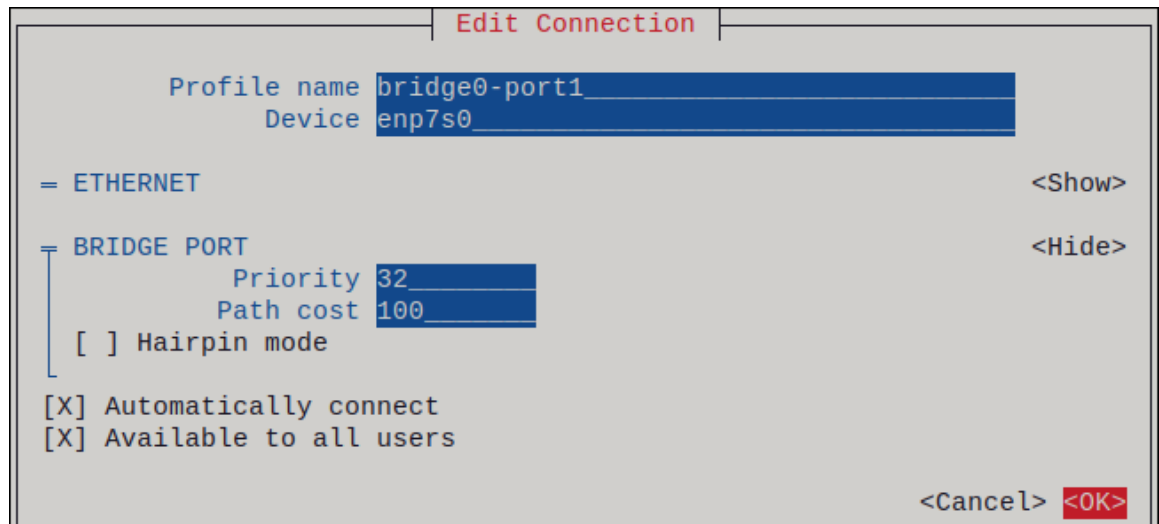 Edit Connection
Profile name bridge0-port1
Device enp7s0
= ETHERNET <Show>
BRIDGE PORT <Hide>
Priority 32
Path cost 100
[ ] Hairpin mode
[X] Automatically connect
[X] Available to all users
<Cancel> <OK>